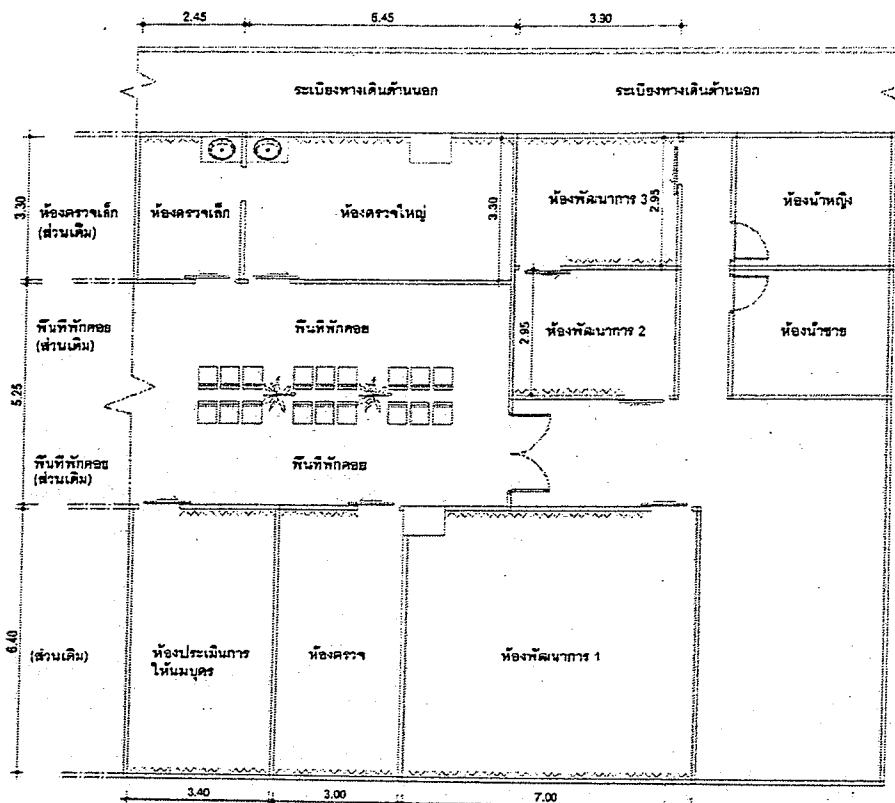 2.45
6.45
3.90
ระเบียงทางเดินด้านนอก
ระเบียงทางเดินด้านนอก
3.30
ห้องตรวจเล็ก
(ส่วนเดิม)
ห้องตรวจเล็ก
ห้องตรวจใหญ่
3.30
ห้องพัฒนาการ 3
2.95
ห้องน้ำหญิง
พื้นที่พักคอย
(ส่วนเดิม)
พื้นที่พักคอย
2.95
ห้องพัฒนาการ 2
ห้องน้ำชาย
5.25
พื้นที่พักคอย
(ส่วนเดิม)
พื้นที่พักคอย
6.40
(ส่วนเดิม)
ห้องประเมินการ
ให้นมบุตร
ห้องตรวจ
ห้องพัฒนาการ 1
3.40
3.00
7.00